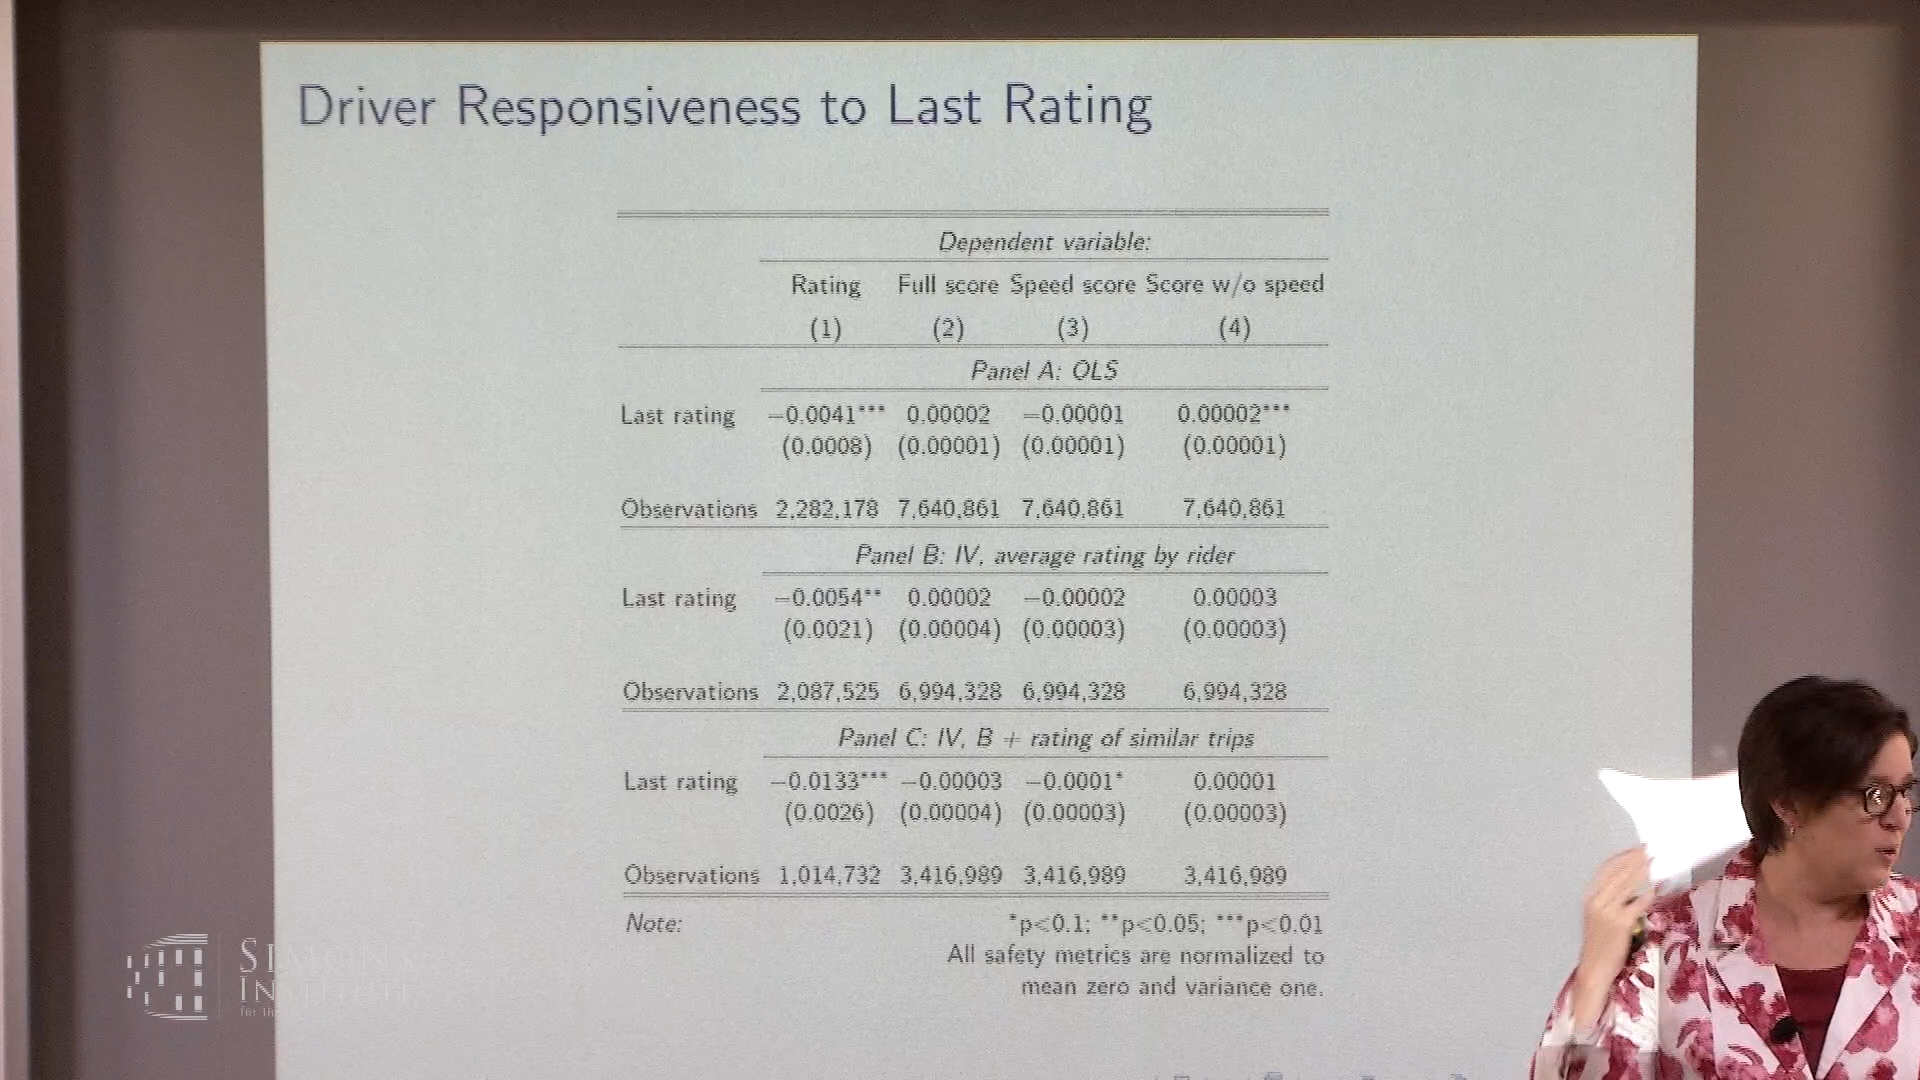 Driver Responsiveness to Last Rating
Dependent variable:
Rating Full score Speed score Score w/o speed
(1) (2) (3) (4)
Panel A: OLS
Last rating −0.0041*** 0.00002 −0.00001 0.00002***
(0.0008) (0.00001) (0.00001) (0.00001)
Observations 2,282,178 7,640,861 7,640,861 7,640,861
Panel B: IV, average rating by rider
Last rating −0.0054** 0.00002 −0.00002 0.00003
(0.0021) (0.00004) (0.00003) (0.00003)
Observations 2,087,525 6,994,328 6,994,328 6,994,328
Panel C: IV, B + rating of similar trips
Last rating −0.0133*** −0.00003 −0.0001* 0.00001
(0.0026) (0.00004) (0.00003) (0.00003)
Observations 1,014,732 3,416,989 3,416,989 3,416,989
Note: *p<0.1; **p<0.05; ***p<0.01
All safety metrics are normalized to
mean zero and variance one.
Simons
Institute